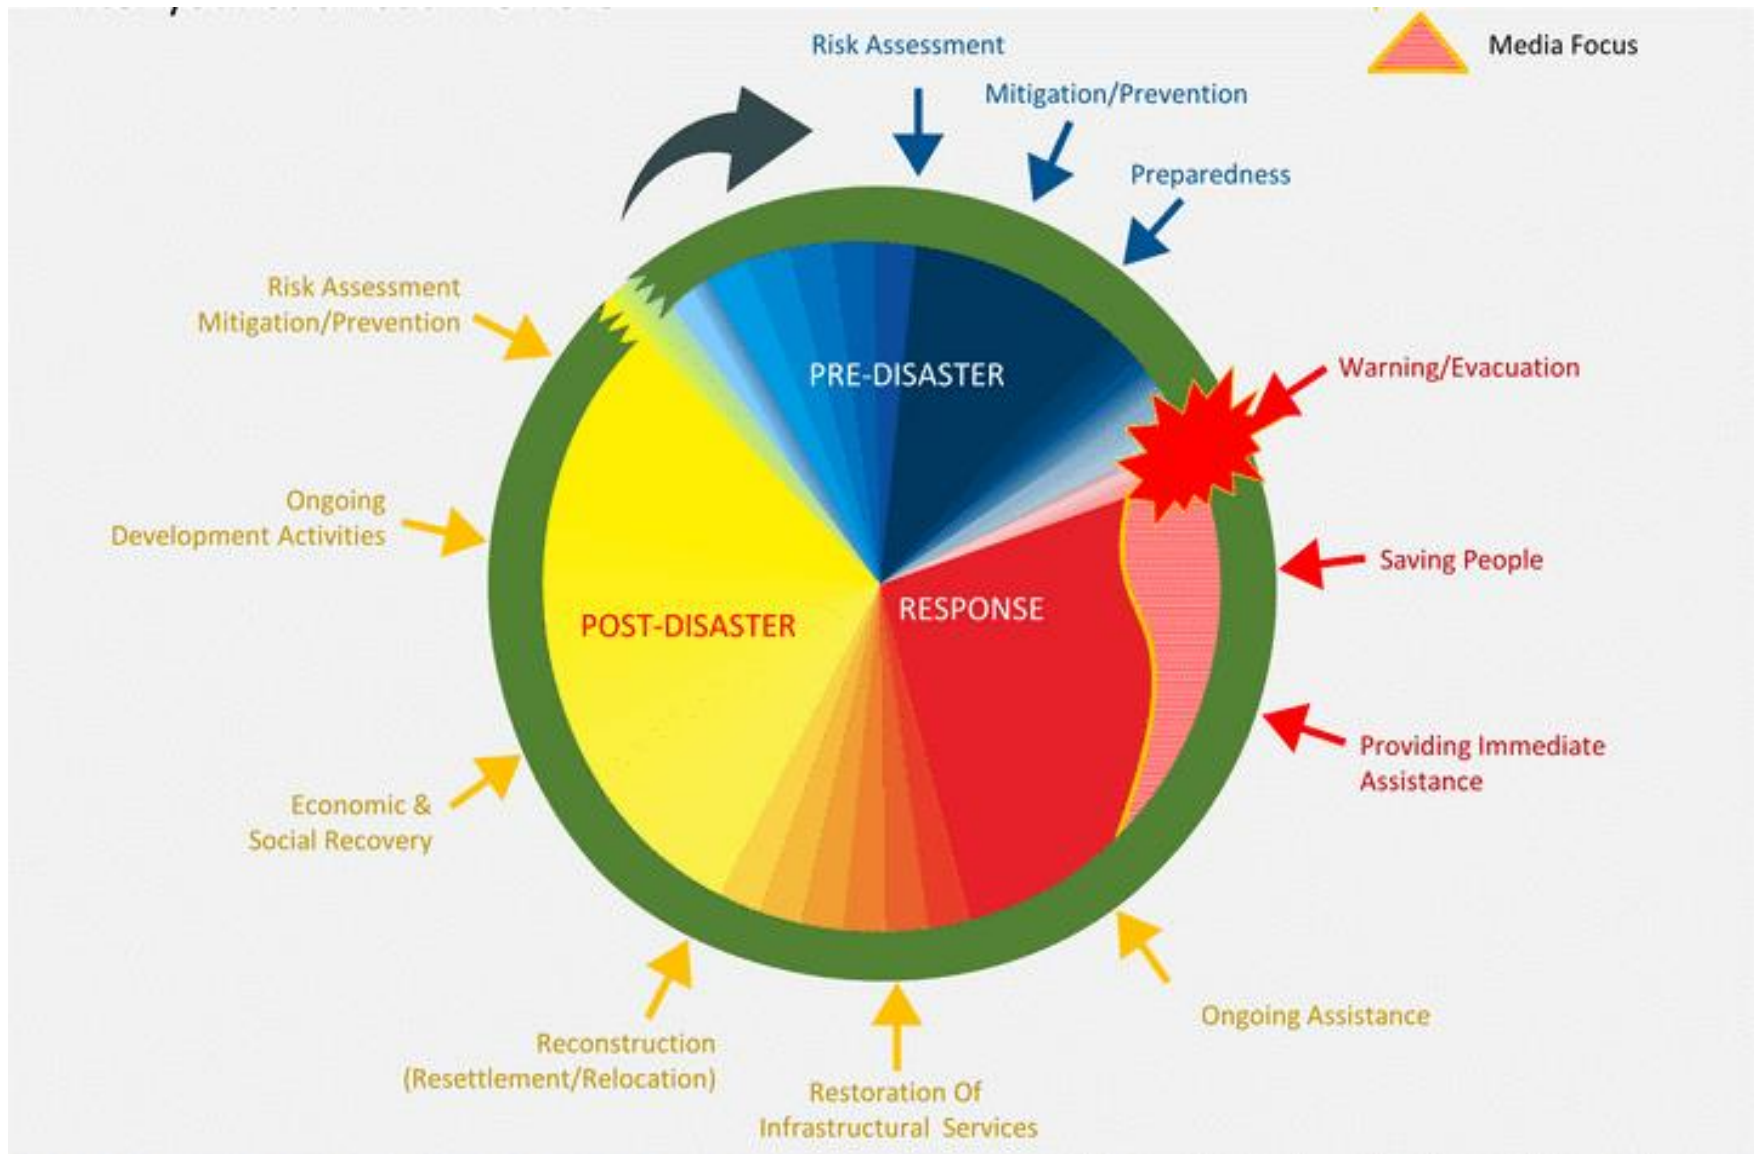 Media Focus
Risk Assessment
Mitigation/Prevention
Preparedness
Warning/Evacuation
Saving People
Providing Immediate
Assistance
Ongoing Assistance
Restoration Of
Infrastructural Services
Reconstruction
(Resettlement/Relocation)
Economic &
Social Recovery
Ongoing
Development Activities
Risk Assessment
Mitigation/Prevention
PRE-DISASTER
RESPONSE
POST-DISASTER